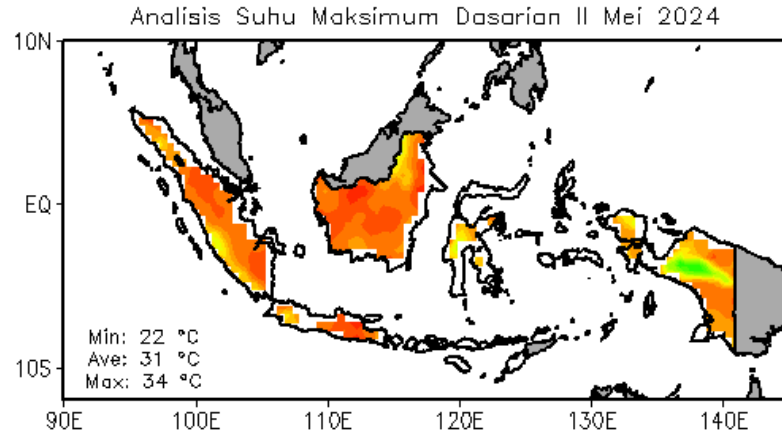 Analisis Suhu Maksimum Dasarian II Mei 2024
10N
EQ
10S
Min: 22 °C
Ave: 31 °C
Max: 34 °C
90E 100E 110E 120E 130E 140E